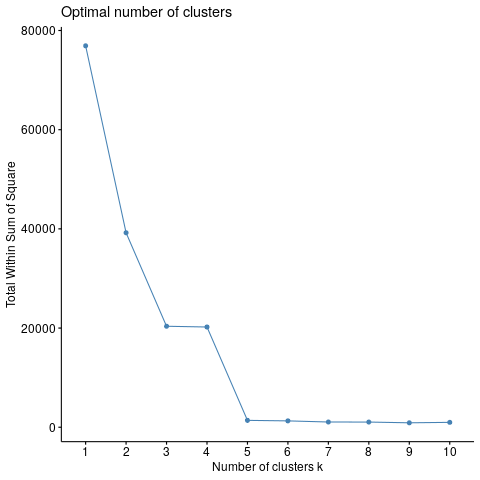 Optimal number of clusters
Total Within Sum of Square
80000
60000
40000
20000
0
1 2 3 4 5 6 7 8 9 10
Number of clusters k